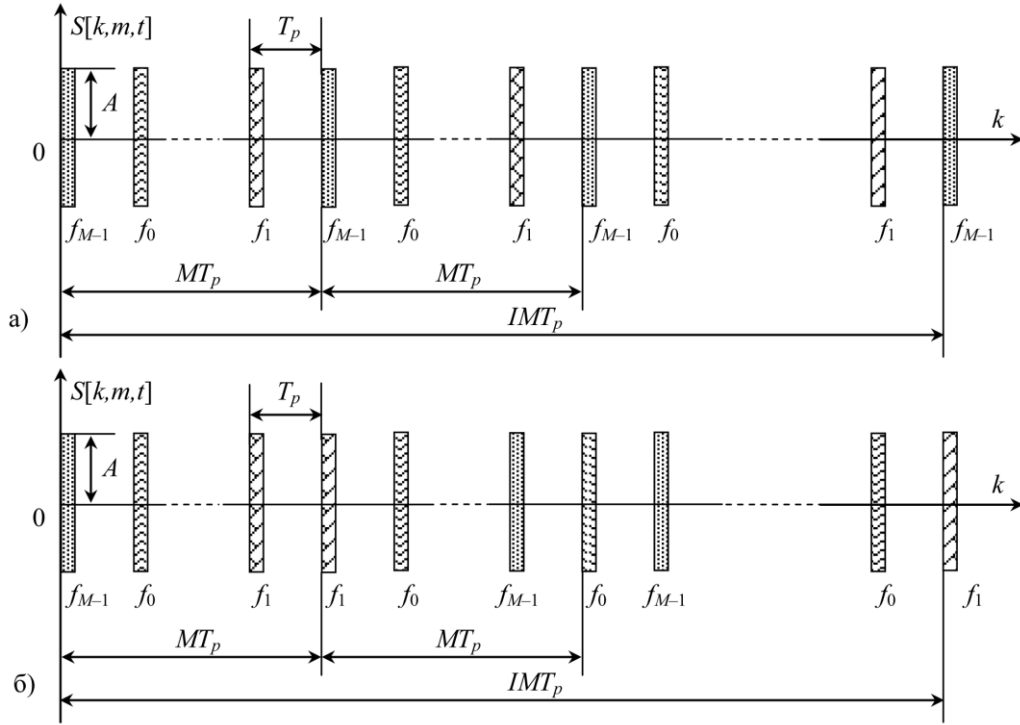 S[k,m,t] T_p
A
0 k
f_{M–1} f_0 f_1 f_{M–1} f_0 f_1 f_{M–1} f_0 f_1 f_{M–1}
MT_p MT_p
а) IMT_p
S[k,m,t] T_p
A
0 k
f_{M–1} f_0 f_1 f_1 f_0 f_{M–1} f_0 f_{M–1} f_0 f_1
MT_p MT_p
б) IMT_p